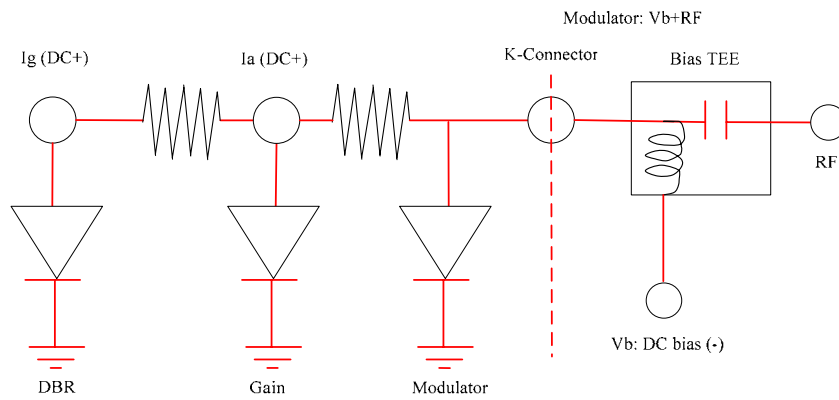 Modulator: Vb+RF
Ig (DC+)
Ia (DC+)
K-Connector
Bias TEE
RF
Vb: DC bias (-)
DBR
Gain
Modulator